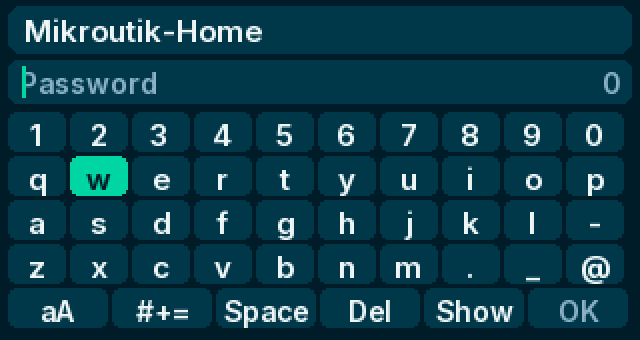 Mikroutik-Home
Password 0
1 2 3 4 5 6 7 8 9 0
q w e r t y u i o p
a s d f g h j k l -
z x c v b n m . _ @
aA #+= Space Del Show OK